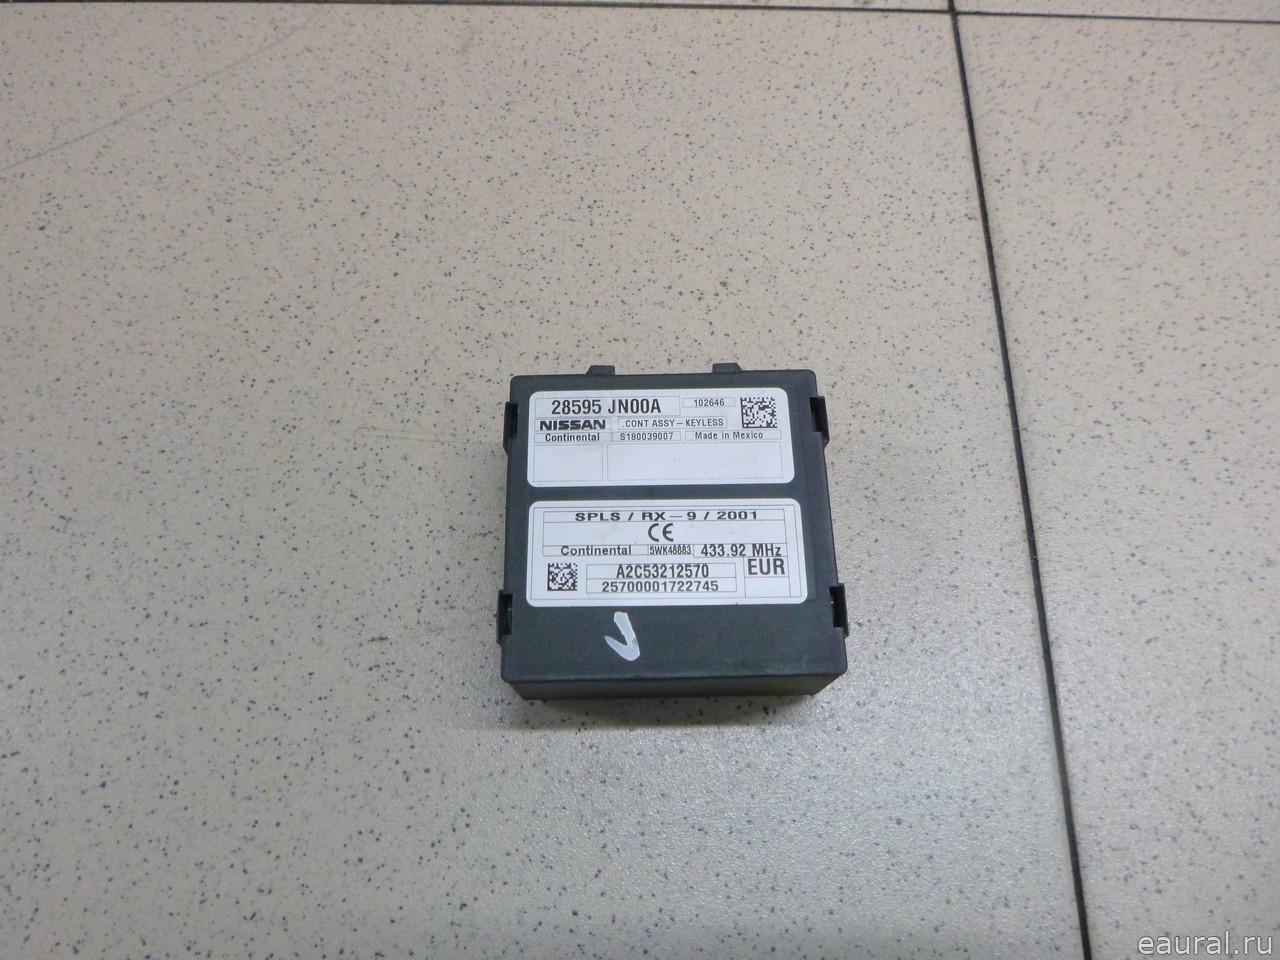 28595 JN00A 102646
NISSAN CONT ASSY - KEYLESS
Continental S180039007 Made in Mexico
SPLS / RX - 9 / 2001
CE
Continental 5WK48683 433.92 MHz
A2C53212570 EUR
25700001722745
eaural.ru